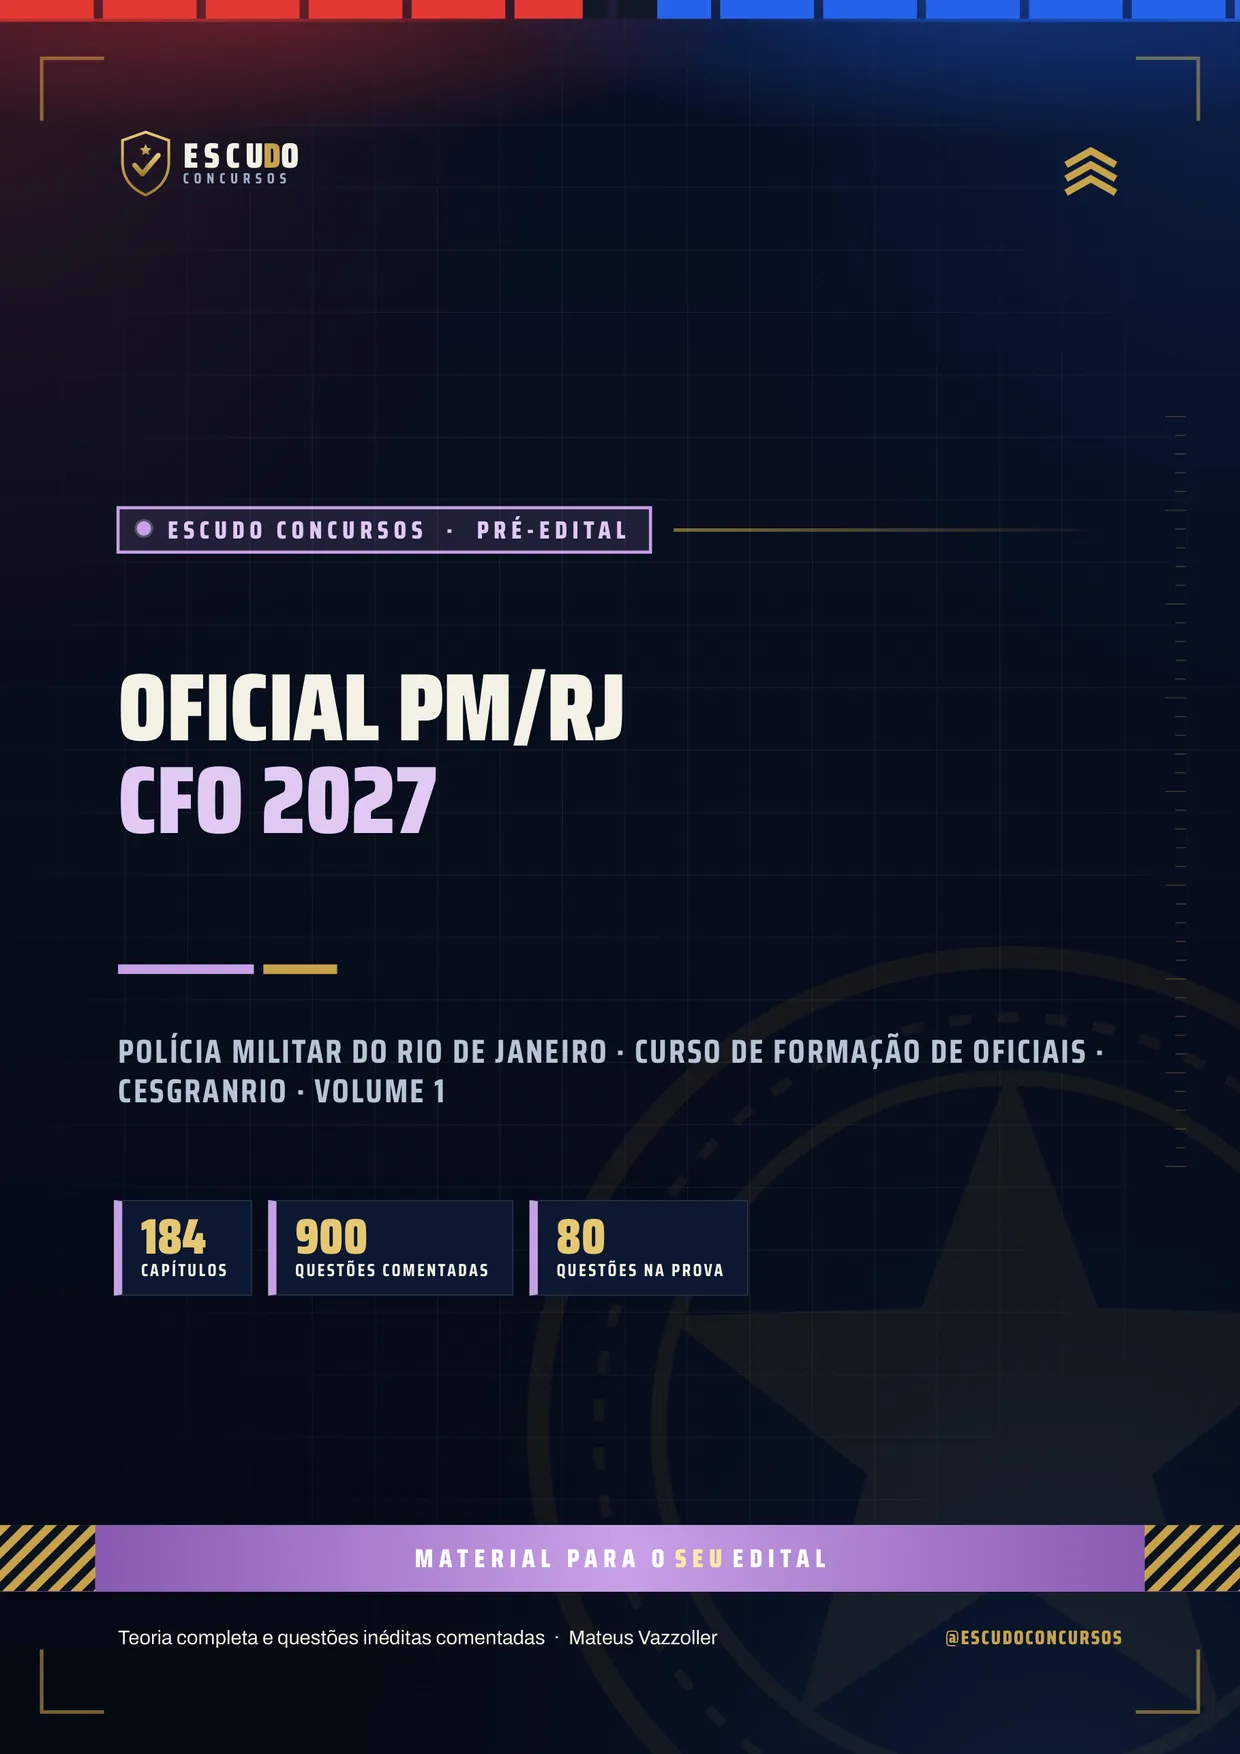 ESCUDO
CONCURSOS
ESCUDO CONCURSOS · PRÉ-EDITAL
OFICIAL PM/RJ
CFO 2027
POLÍCIA MILITAR DO RIO DE JANEIRO · CURSO DE FORMAÇÃO DE OFICIAIS ·
CESGRANRIO · VOLUME 1
184
CAPÍTULOS
900
QUESTÕES COMENTADAS
80
QUESTÕES NA PROVA
MATERIAL PARA O SEU EDITAL
Teoria completa e questões inéditas comentadas · Mateus Vazzoller
@ESCUDOCONCURSOS